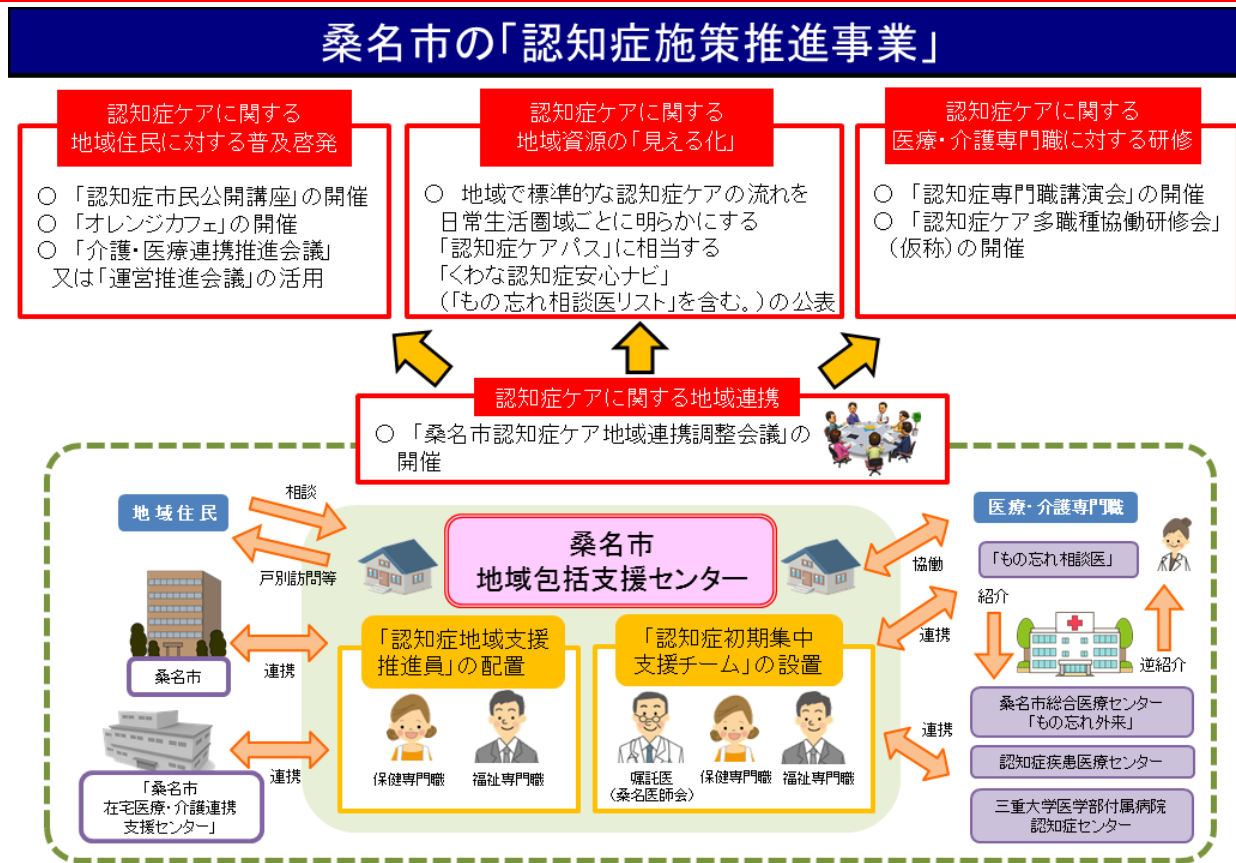 桑名市の「認知症施策推進事業」
認知症ケアに関する
地域住民に対する普及啓発
○ 「認知症市民公開講座」の開催
○ 「オレンジカフェ」の開催
○ 「介護・医療連携推進会議」
又は「運営推進会議」の活用
認知症ケアに関する
地域資源の「見える化」
○ 地域で標準的な認知症ケアの流れを
日常生活圏域ごとに明らかにする
「認知症ケアパス」に相当する
「くわな認知症安心ナビ」
(「もの忘れ相談医リスト」を含む。)の公表
認知症ケアに関する
医療・介護専門職に対する研修
○ 「認知症専門職講演会」の開催
○ 「認知症ケア多職種協働研修会」
(仮称)の開催
認知症ケアに関する地域連携
○ 「桑名市認知症ケア地域連携調整会議」の
開催
地域住民
相談
戸別訪問等
桑名市
連携
「桑名市
在宅医療・介護連携
支援センター」
連携
桑名市
地域包括支援センター
「認知症地域支援
推進員」の配置
保健専門職
福祉専門職
「認知症初期集中
支援チーム」の設置
嘱託医
(桑名医師会)
保健専門職
福祉専門職
医療・介護専門職
協働
「もの忘れ相談医」
連携
紹介
逆紹介
連携
桑名市総合医療センター
「もの忘れ外来」
認知症疾患医療センター
三重大学医学部付属病院
認知症センター